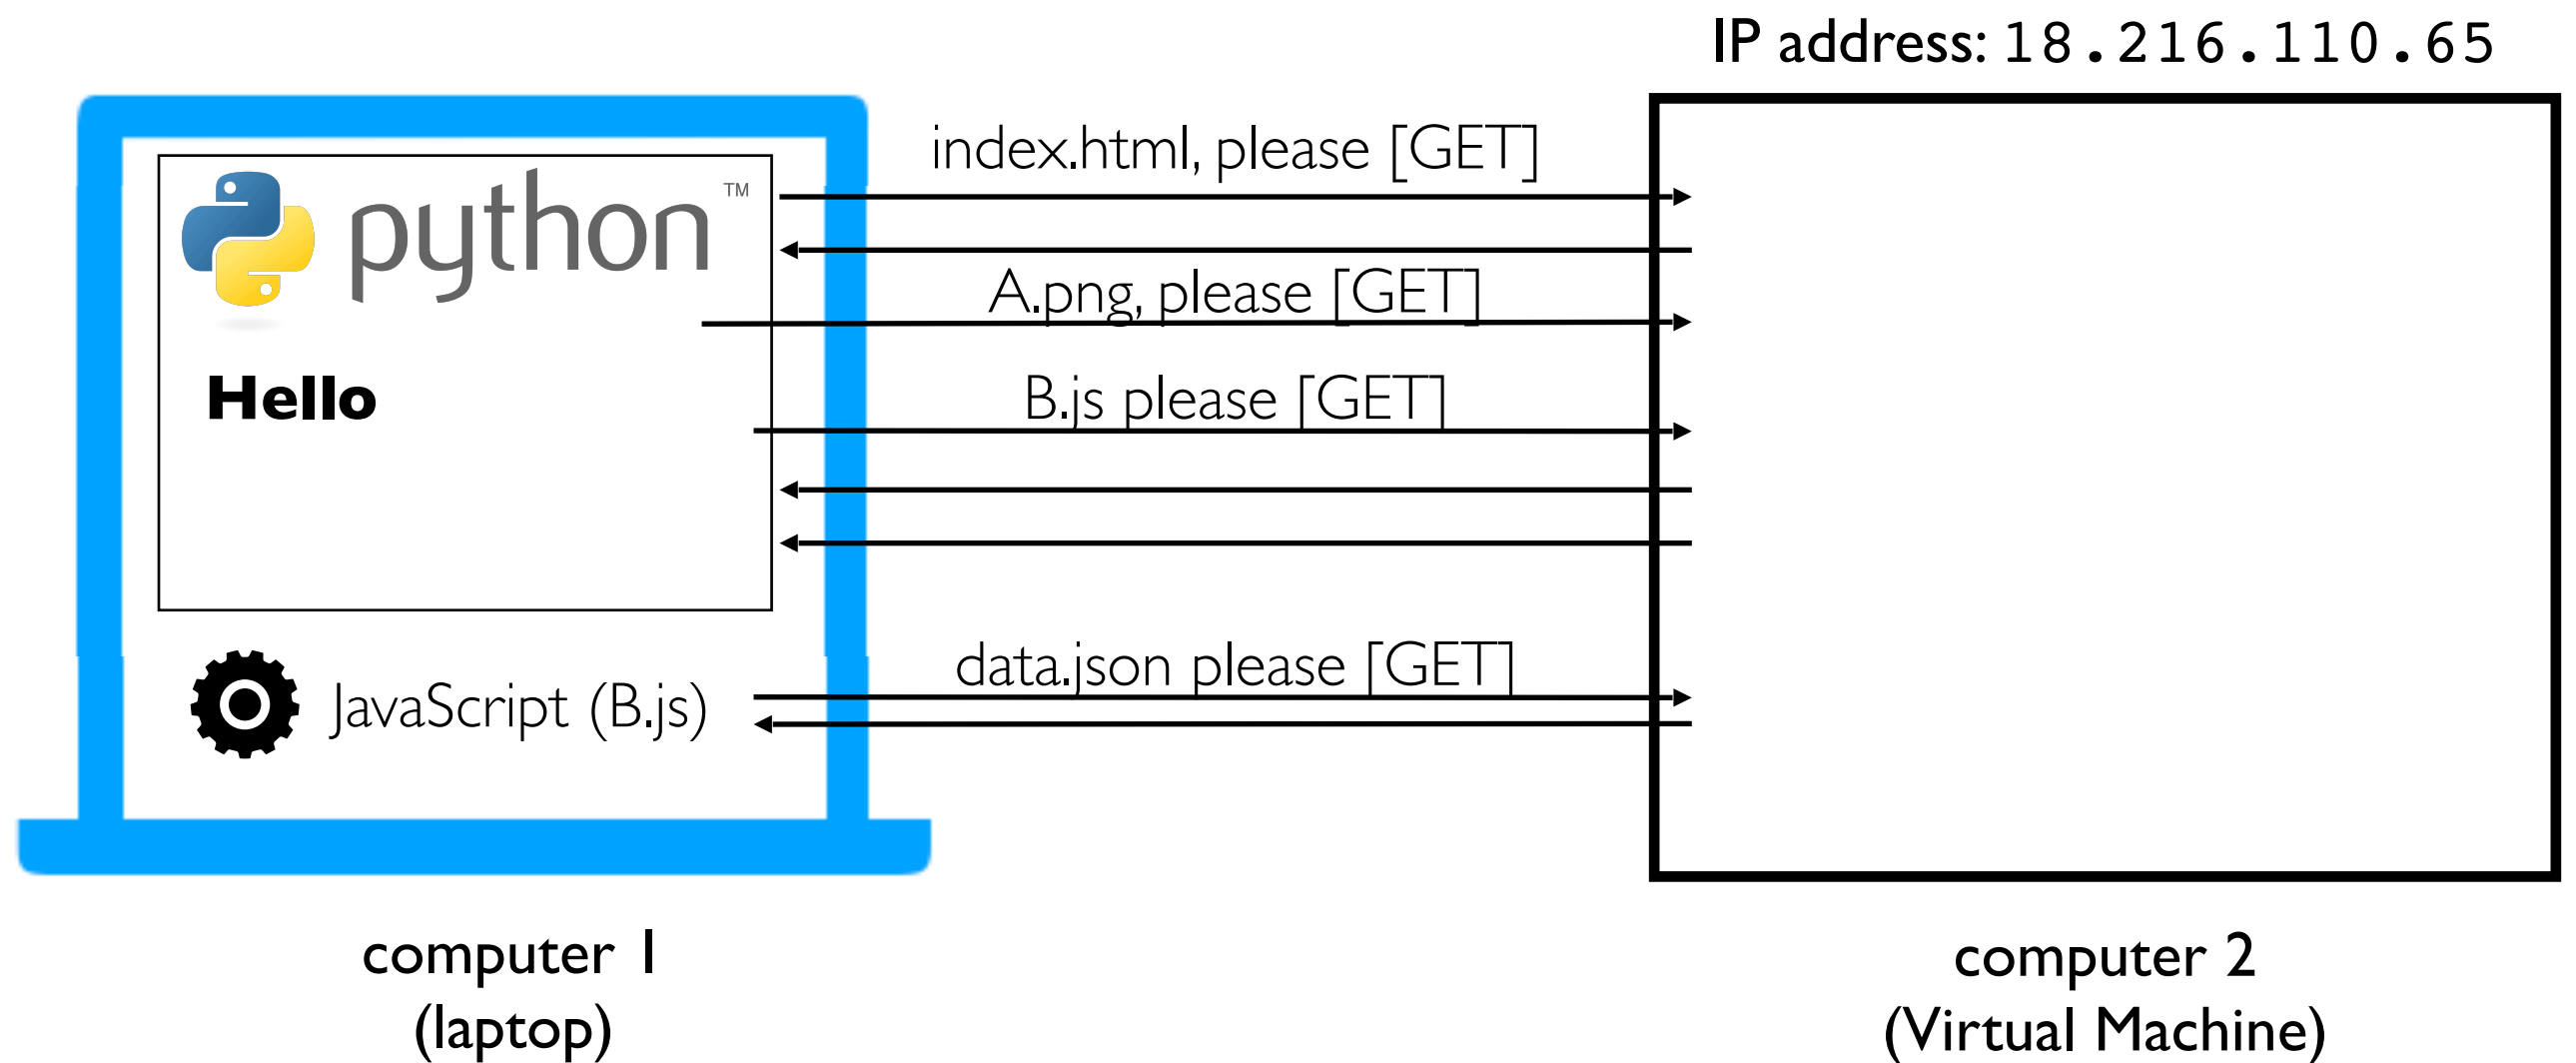 IP address: 18.216.110.65
index.html, please [GET]
python™
A.png, please [GET]
Hello
B.js please [GET]
data.json please [GET]
JavaScript (B.js)
computer 1
(laptop)
computer 2
(Virtual Machine)